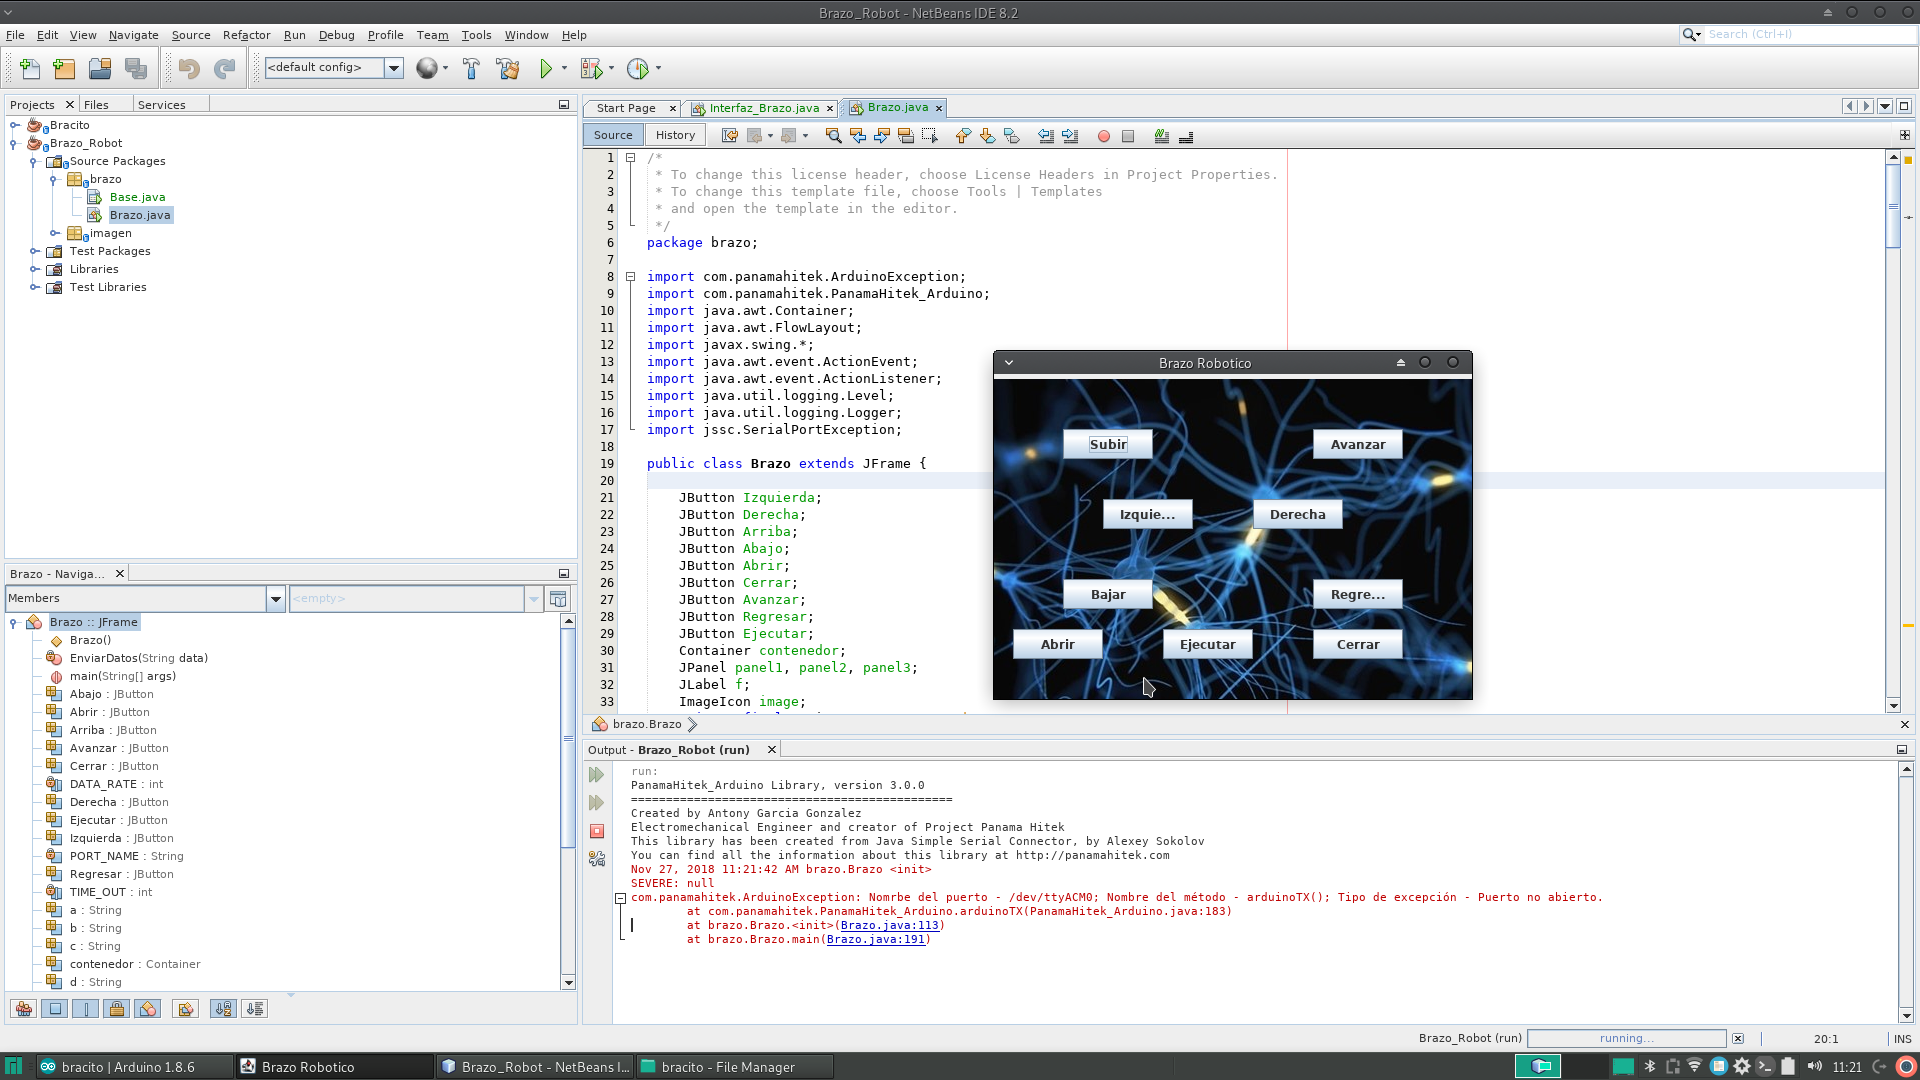 Brazo_Robot - NetBeans IDE 8.2
File Edit View Navigate Source Refactor Run Debug Profile Team Tools Window Help
Search (Ctrl+I)
<default config>
Projects Files Services
Bracito
Brazo_Robot
Source Packages
brazo
Base.java
Brazo.java
imagen
Test Packages
Libraries
Test Libraries
Brazo - Naviga...
Members
<empty>
Brazo :: JFrame
Brazo()
EnviarDatos(String data)
main(String[] args)
Abajo : JButton
Abrir : JButton
Arriba : JButton
Avanzar : JButton
Cerrar : JButton
DATA_RATE : int
Derecha : JButton
Ejecutar : JButton
Izquierda : JButton
PORT_NAME : String
Regresar : JButton
TIME_OUT : int
a : String
b : String
c : String
contenedor : Container
d : String
Start Page Interfaz_Brazo.java Brazo.java
Source History
1 /*
2 * To change this license header, choose License Headers in Project Properties.
3 * To change this template file, choose Tools | Templates
4 * and open the template in the editor.
5 */
6 package brazo;
7
8 import com.panamahitek.ArduinoException;
9 import com.panamahitek.PanamaHitek_Arduino;
10 import java.awt.Container;
11 import java.awt.FlowLayout;
12 import javax.swing.*;
13 import java.awt.event.ActionEvent;
14 import java.awt.event.ActionListener;
15 import java.util.logging.Level;
16 import java.util.logging.Logger;
17 import jssc.SerialPortException;
18
19 public class Brazo extends JFrame {
20
21 JButton Izquierda;
22 JButton Derecha;
23 JButton Arriba;
24 JButton Abajo;
25 JButton Abrir;
26 JButton Cerrar;
27 JButton Avanzar;
28 JButton Regresar;
29 JButton Ejecutar;
30 Container contenedor;
31 JPanel panel1, panel2, panel3;
32 JLabel f;
33 ImageIcon image;
brazo.Brazo
Brazo Robotico
Subir Avanzar
Izquie... Derecha
Bajar Regre...
Abrir Ejecutar Cerrar
Output - Brazo_Robot (run)
run:
PanamaHitek_Arduino Library, version 3.0.0
==============================================
Created by Antony Garcia Gonzalez
Electromechanical Engineer and creator of Project Panama Hitek
This library has been created from Java Simple Serial Connector, by Alexey Sokolov
You can find all the information about this library at http://panamahitek.com
Nov 27, 2018 11:21:42 AM brazo.Brazo <init>
SEVERE: null
com.panamahitek.ArduinoException: Nomrbe del puerto - /dev/ttyACM0; Nombre del método - arduinoTX(); Tipo de excepción - Puerto no abierto.
at com.panamahitek.PanamaHitek_Arduino.arduinoTX(PanamaHitek_Arduino.java:183)
at brazo.Brazo.<init>(Brazo.java:113)
at brazo.Brazo.main(Brazo.java:191)
Brazo_Robot (run) running... 20:1 INS
bracito | Arduino 1.8.6 Brazo Robotico Brazo_Robot - NetBeans I... bracito - File Manager 11:21